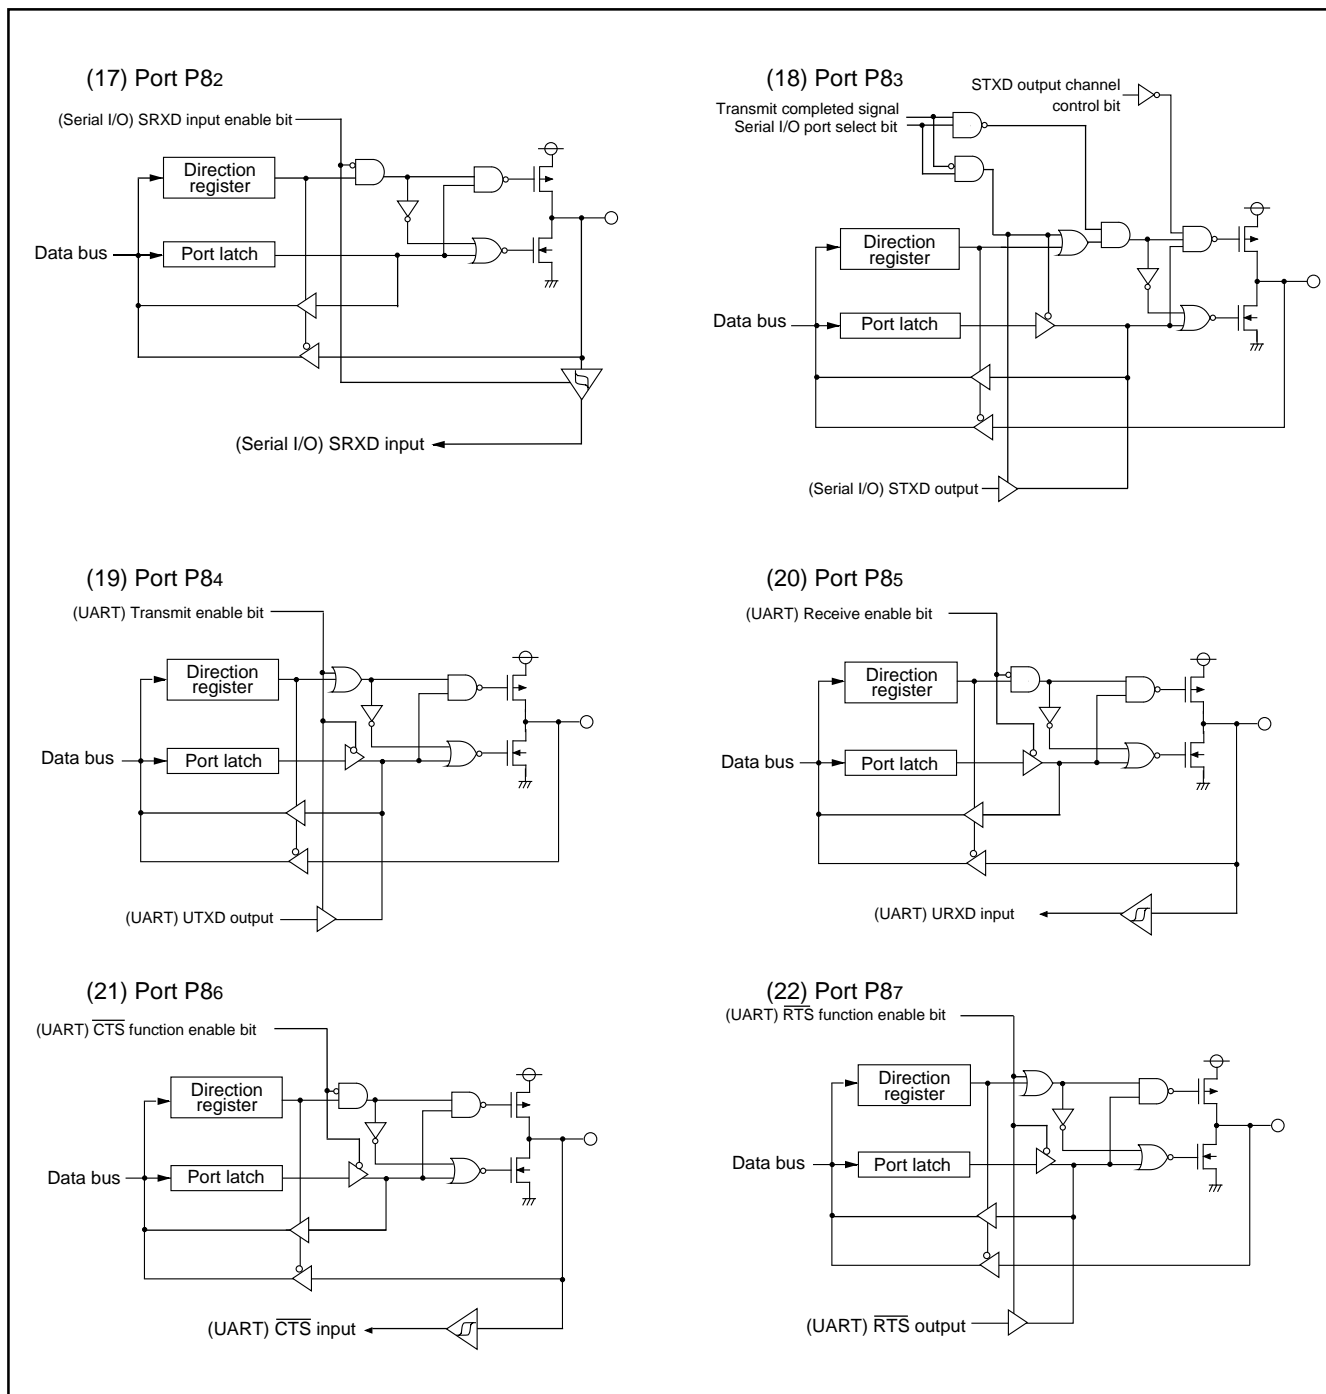 (17) Port P82
(Serial I/O) SRXD input enable bit
Direction
register
Data bus
Port latch
(Serial I/O) SRXD input
(18) Port P83
STXD output channel
control bit
Transmit completed signal
Serial I/O port select bit
Direction
register
Data bus
Port latch
(Serial I/O) STXD output
(19) Port P84
(UART) Transmit enable bit
Direction
register
Data bus
Port latch
(UART) UTXD output
(20) Port P85
(UART) Receive enable bit
Direction
register
Data bus
Port latch
(UART) URXD input
(21) Port P86
(UART) C̅T̅S̅ function enable bit
Direction
register
Data bus
Port latch
(UART) C̅T̅S̅ input
(22) Port P87
(UART) R̅T̅S̅ function enable bit
Direction
register
Data bus
Port latch
(UART) R̅T̅S̅ output